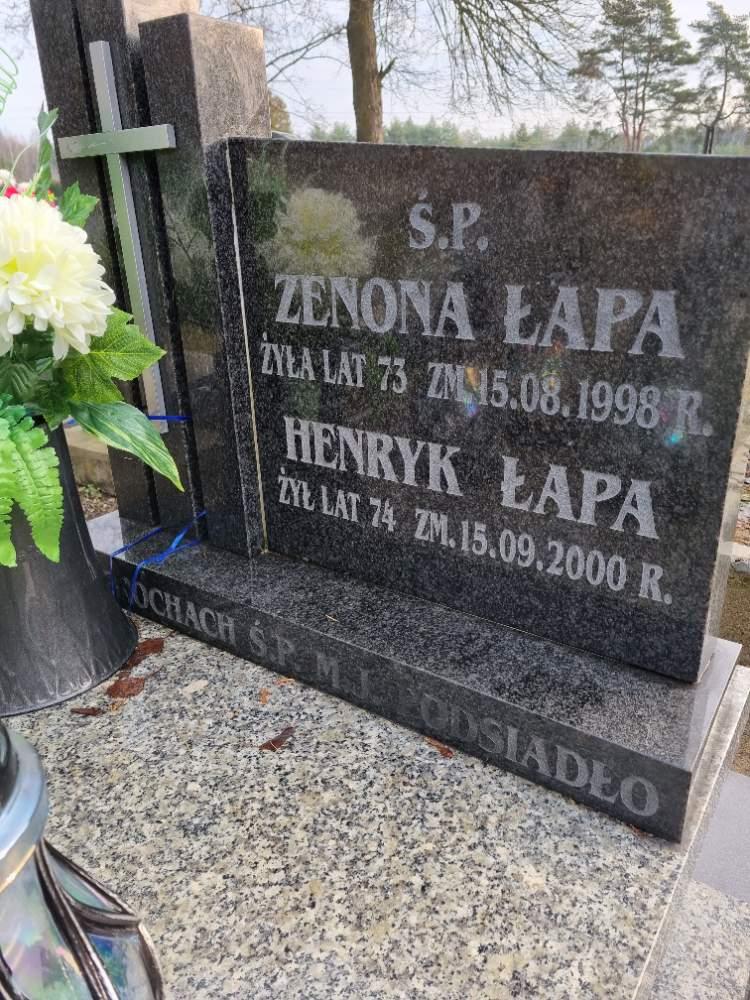 Ś.P.
ZENONA ŁAPA
ŻYŁA LAT 73 ZM.15.08.1998 R.
HENRYK ŁAPA
ŻYŁ LAT 74 ZM.15.09.2000 R.
Ś.P. M. I. PODSIADŁO